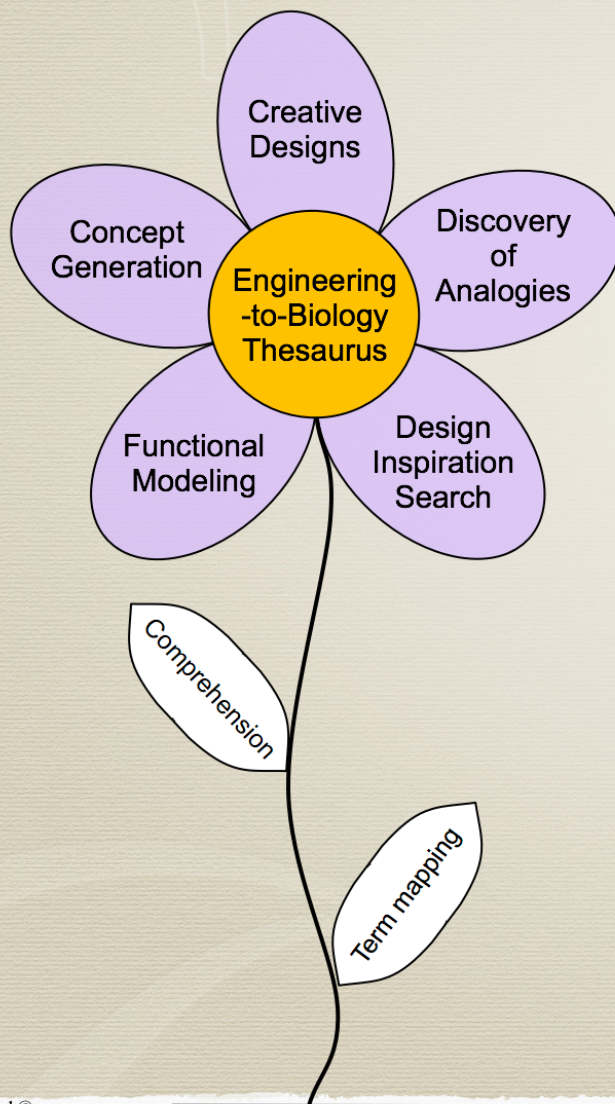 Creative
Designs
Concept
Generation
Discovery
of
Analogies
Engineering
-to-Biology
Thesaurus
Functional
Modeling
Design
Inspiration
Search
Comprehension
Term mapping